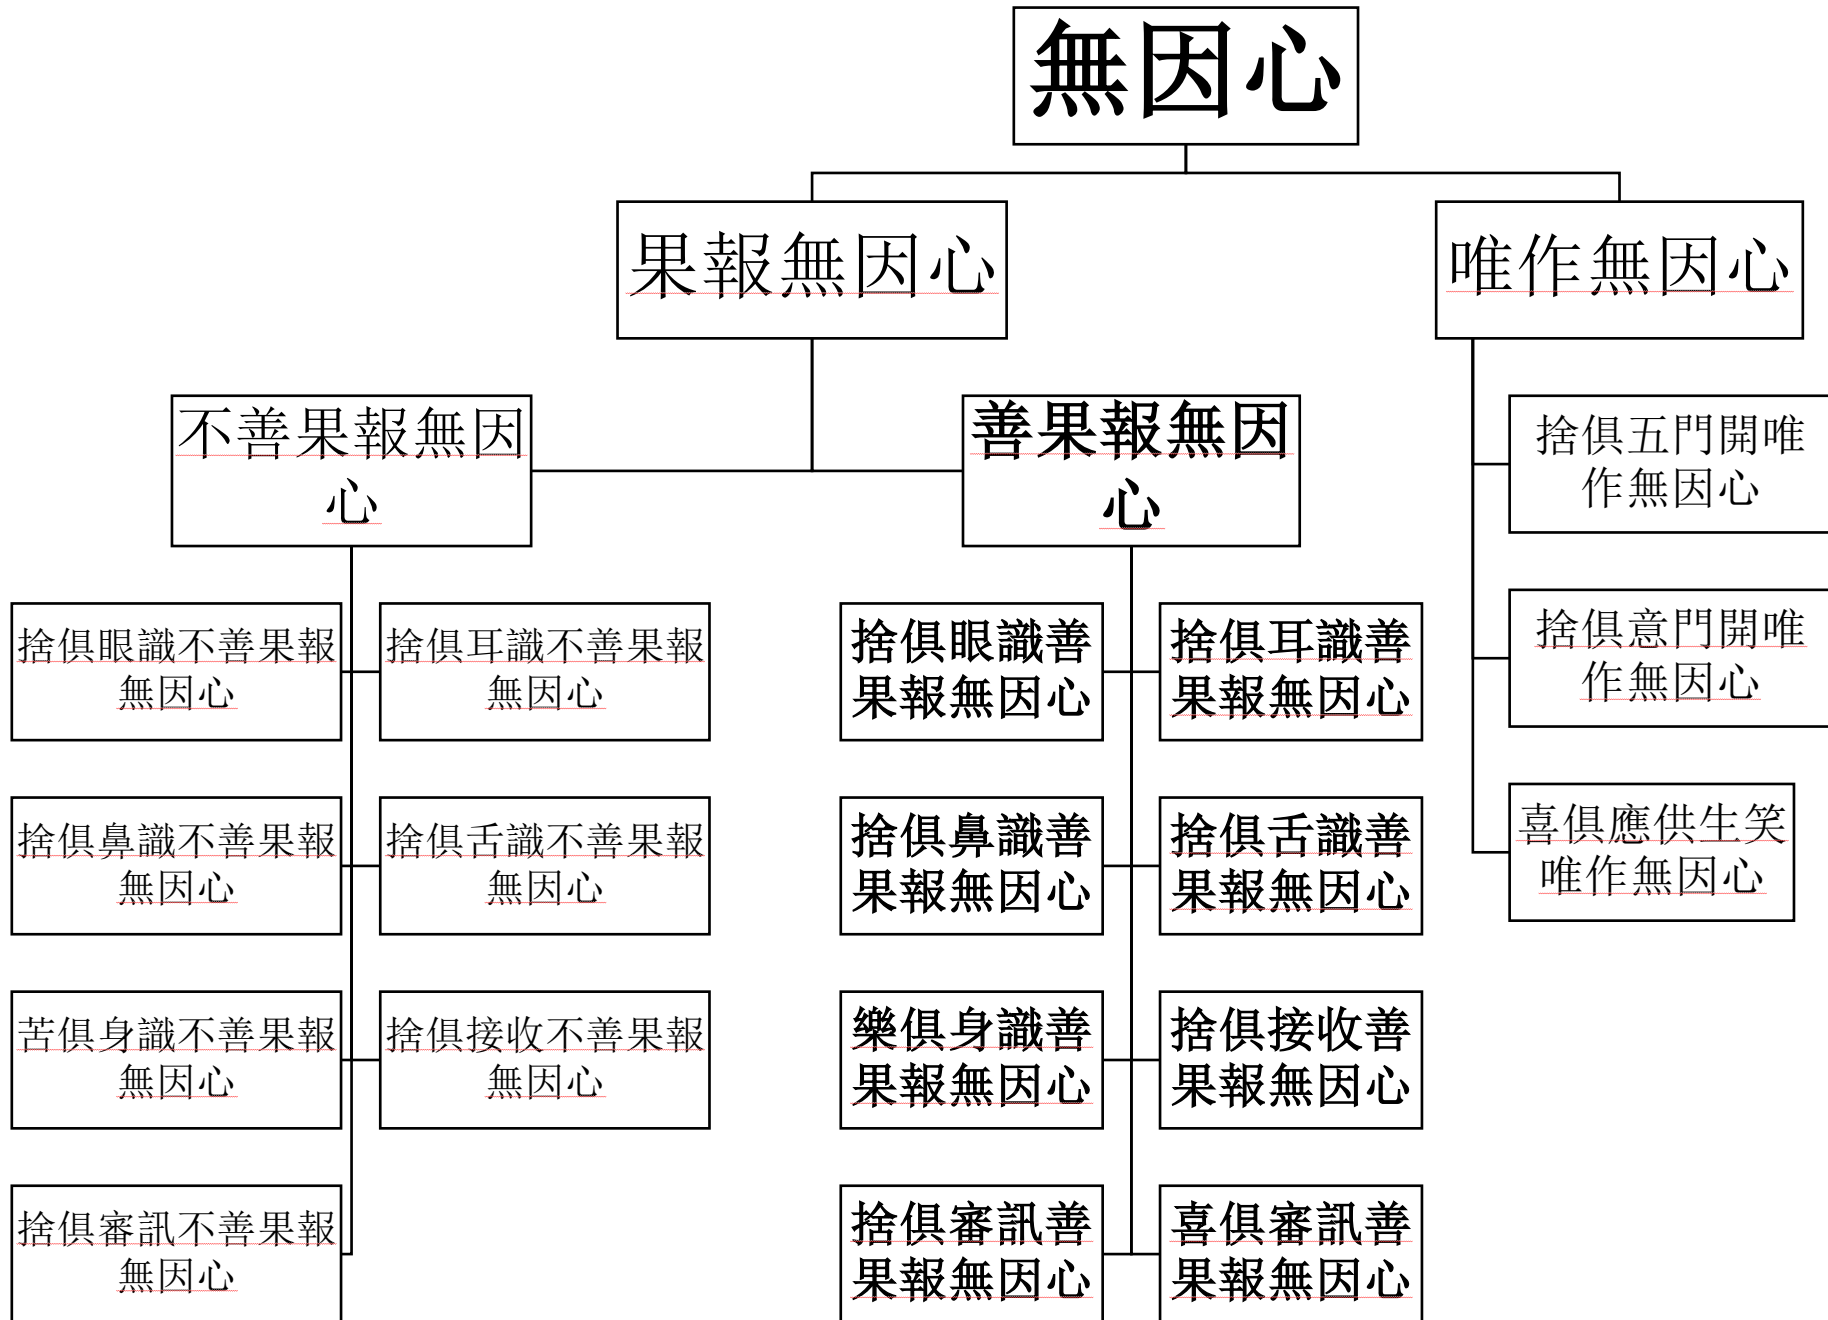 無因心
果報無因心
唯作無因心
不善果報無因
心
善果報無因
心
捨俱五門開唯
作無因心
捨俱眼識不善果報
無因心
捨俱耳識不善果報
無因心
捨俱眼識善
果報無因心
捨俱耳識善
果報無因心
捨俱意門開唯
作無因心
捨俱鼻識不善果報
無因心
捨俱舌識不善果報
無因心
捨俱鼻識善
果報無因心
捨俱舌識善
果報無因心
喜俱應供生笑
唯作無因心
苦俱身識不善果報
無因心
捨俱接收不善果報
無因心
樂俱身識善
果報無因心
捨俱接收善
果報無因心
捨俱審訊不善果報
無因心
捨俱審訊善
果報無因心
喜俱審訊善
果報無因心